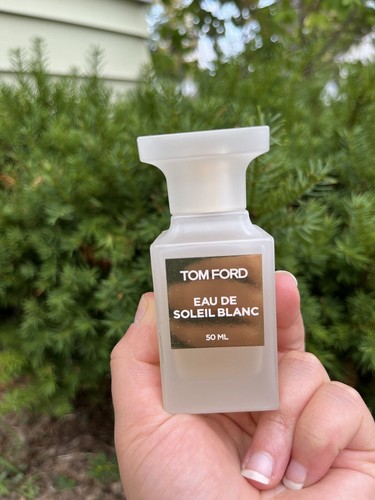 TOM FORD
EAU DE
SOLEIL BLANC
50 ML